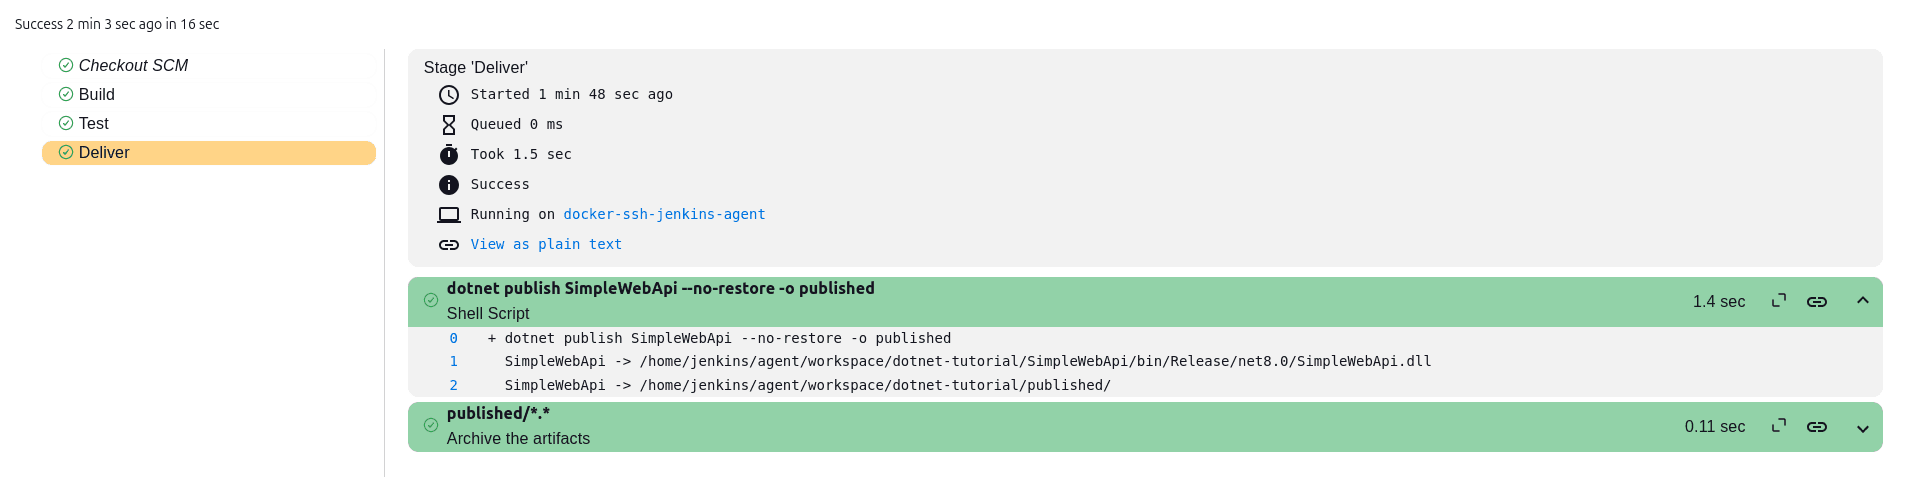 Success 2 min 3 sec ago in 16 sec
Checkout SCM
Build
Test
Deliver
Stage 'Deliver'
Started 1 min 48 sec ago
Queued 0 ms
Took 1.5 sec
Success
Running on docker-ssh-jenkins-agent
View as plain text
dotnet publish SimpleWebApi --no-restore -o published
Shell Script
1.4 sec
0 + dotnet publish SimpleWebApi --no-restore -o published
1 SimpleWebApi -> /home/jenkins/agent/workspace/dotnet-tutorial/SimpleWebApi/bin/Release/net8.0/SimpleWebApi.dll
2 SimpleWebApi -> /home/jenkins/agent/workspace/dotnet-tutorial/published/
published/*.*
Archive the artifacts
0.11 sec